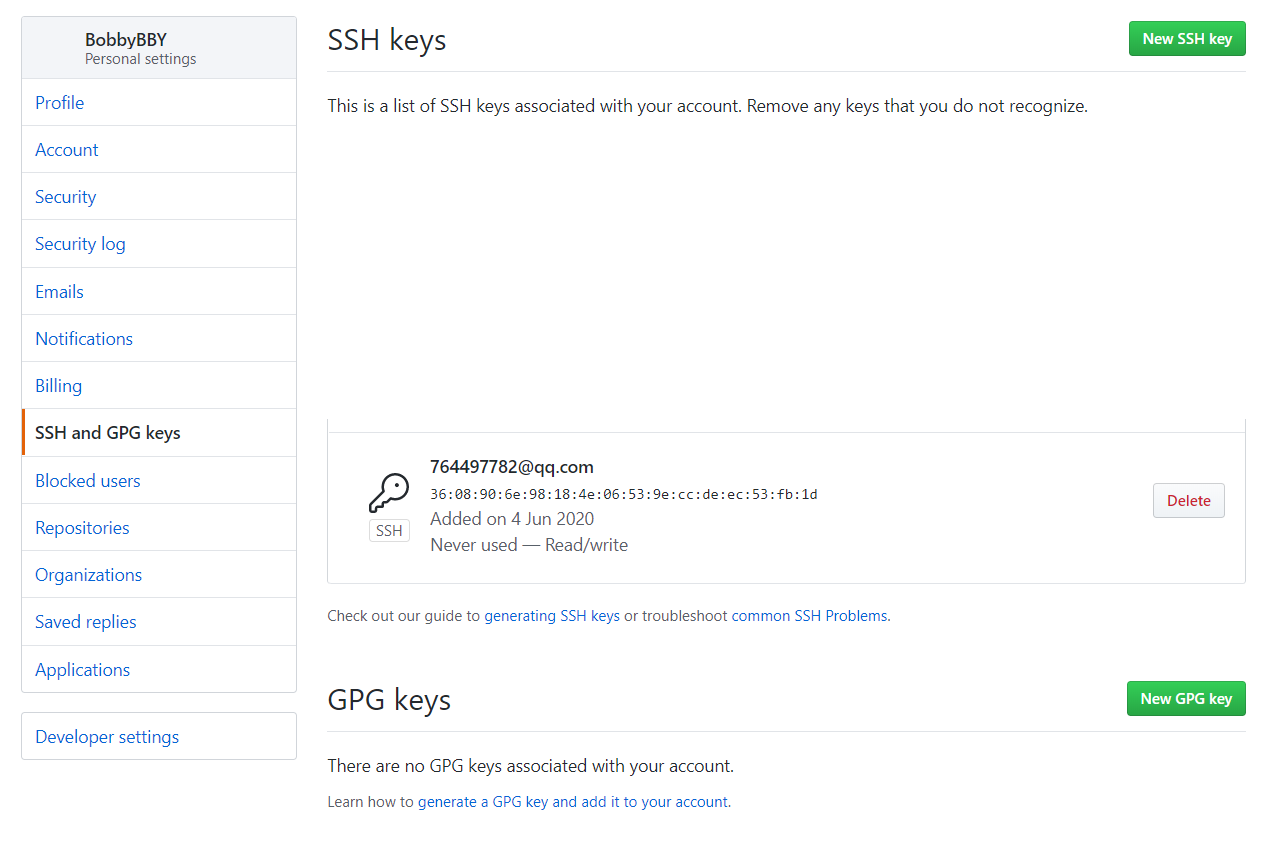 BobbyBBY
Personal settings
Profile
Account
Security
Security log
Emails
Notifications
Billing
SSH and GPG keys
Blocked users
Repositories
Organizations
Saved replies
Applications
Developer settings
SSH keys
New SSH key
This is a list of SSH keys associated with your account. Remove any keys that you do not recognize.
764497782@qq.com
36:08:90:6e:98:18:4e:06:53:9e:cc:de:ec:53:fb:1d
Added on 4 Jun 2020
Never used — Read/write
SSH
Delete
Check out our guide to generating SSH keys or troubleshoot common SSH Problems.
GPG keys
New GPG key
There are no GPG keys associated with your account.
Learn how to generate a GPG key and add it to your account.